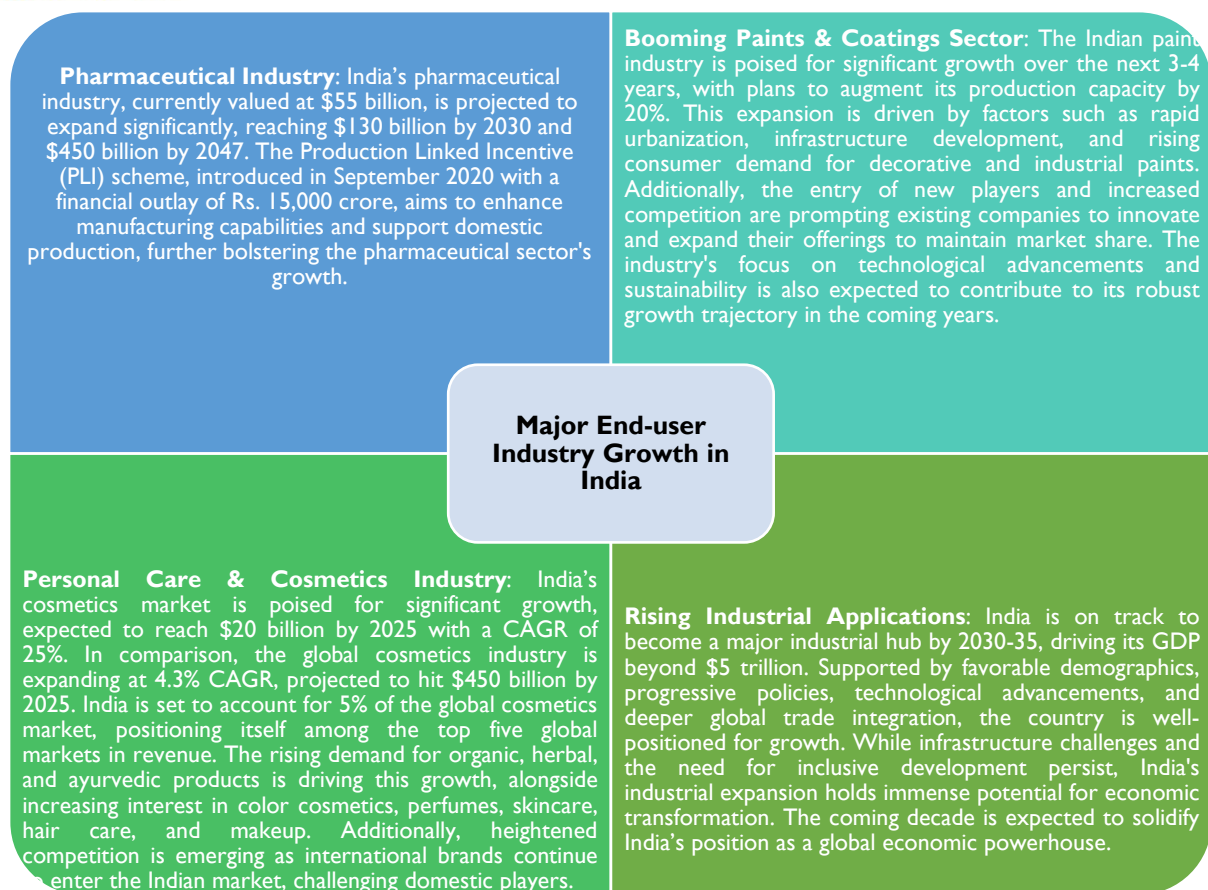 Pharmaceutical Industry: India's pharmaceutical
industry, currently valued at $55 billion, is projected to
expand significantly, reaching $130 billion by 2030 and
$450 billion by 2047. The Production Linked Incentive
(PLI) scheme, introduced in September 2020 with a
financial outlay of Rs. 15,000 crore, aims to enhance
manufacturing capabilities and support domestic
production, further bolstering the pharmaceutical sector's
growth.
Booming Paints & Coatings Sector: The Indian paint
industry is poised for significant growth over the next 3-4
years, with plans to augment its production capacity by
20%. This expansion is driven by factors such as rapid
urbanization, infrastructure development, and rising
consumer demand for decorative and industrial paints.
Additionally, the entry of new players and increased
competition are prompting existing companies to innovate
and expand their offerings to maintain market share. The
industry's focus on technological advancements and
sustainability is also expected to contribute to its robust
growth trajectory in the coming years.
Major End-user
Industry Growth in
India
Personal Care & Cosmetics Industry: India's
cosmetics market is poised for significant growth,
expected to reach $20 billion by 2025 with a CAGR of
25%. In comparison, the global cosmetics industry is
expanding at 4.3% CAGR, projected to hit $450 billion by
2025. India is set to account for 5% of the global cosmetics
market, positioning itself among the top five global
markets in revenue. The rising demand for organic, herbal,
and ayurvedic products is driving this growth, alongside
increasing interest in color cosmetics, perfumes, skincare,
hair care, and makeup. Additionally, heightened
competition is emerging as international brands continue
to enter the Indian market, challenging domestic players.
Rising Industrial Applications: India is on track to
become a major industrial hub by 2030-35, driving its GDP
beyond $5 trillion. Supported by favorable demographics,
progressive policies, technological advancements, and
deeper global trade integration, the country is well-
positioned for growth. While infrastructure challenges and
the need for inclusive development persist, India's
industrial expansion holds immense potential for economic
transformation. The coming decade is expected to solidify
India's position as a global economic powerhouse.